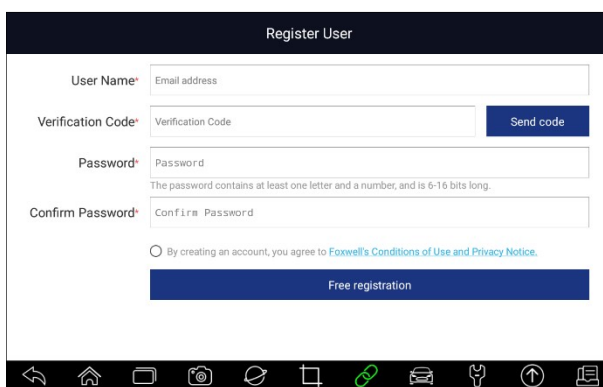 Register User
User Name* Email address
Verification Code* Verification Code Send code
Password* Password
The password contains at least one letter and a number, and is 6-16 bits long.
Confirm Password* Confirm Password
By creating an account, you agree to Foxwell's Conditions of Use and Privacy Notice.
Free registration